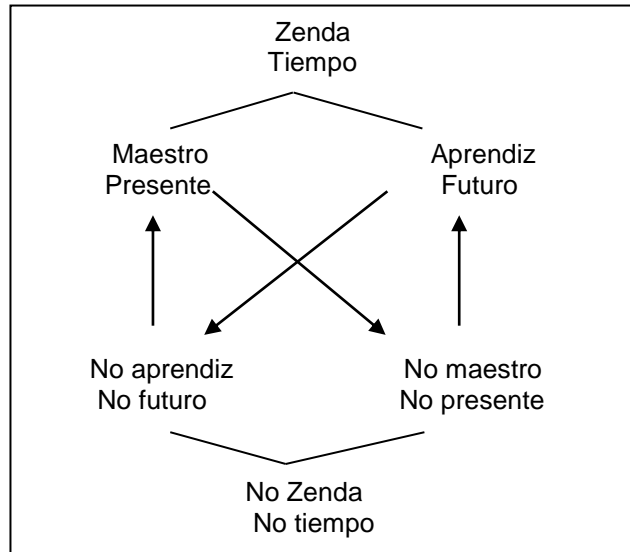 Zenda
Tiempo
Maestro
Presente
Aprendiz
Futuro
No aprendiz
No futuro
No maestro
No presente
No Zenda
No tiempo